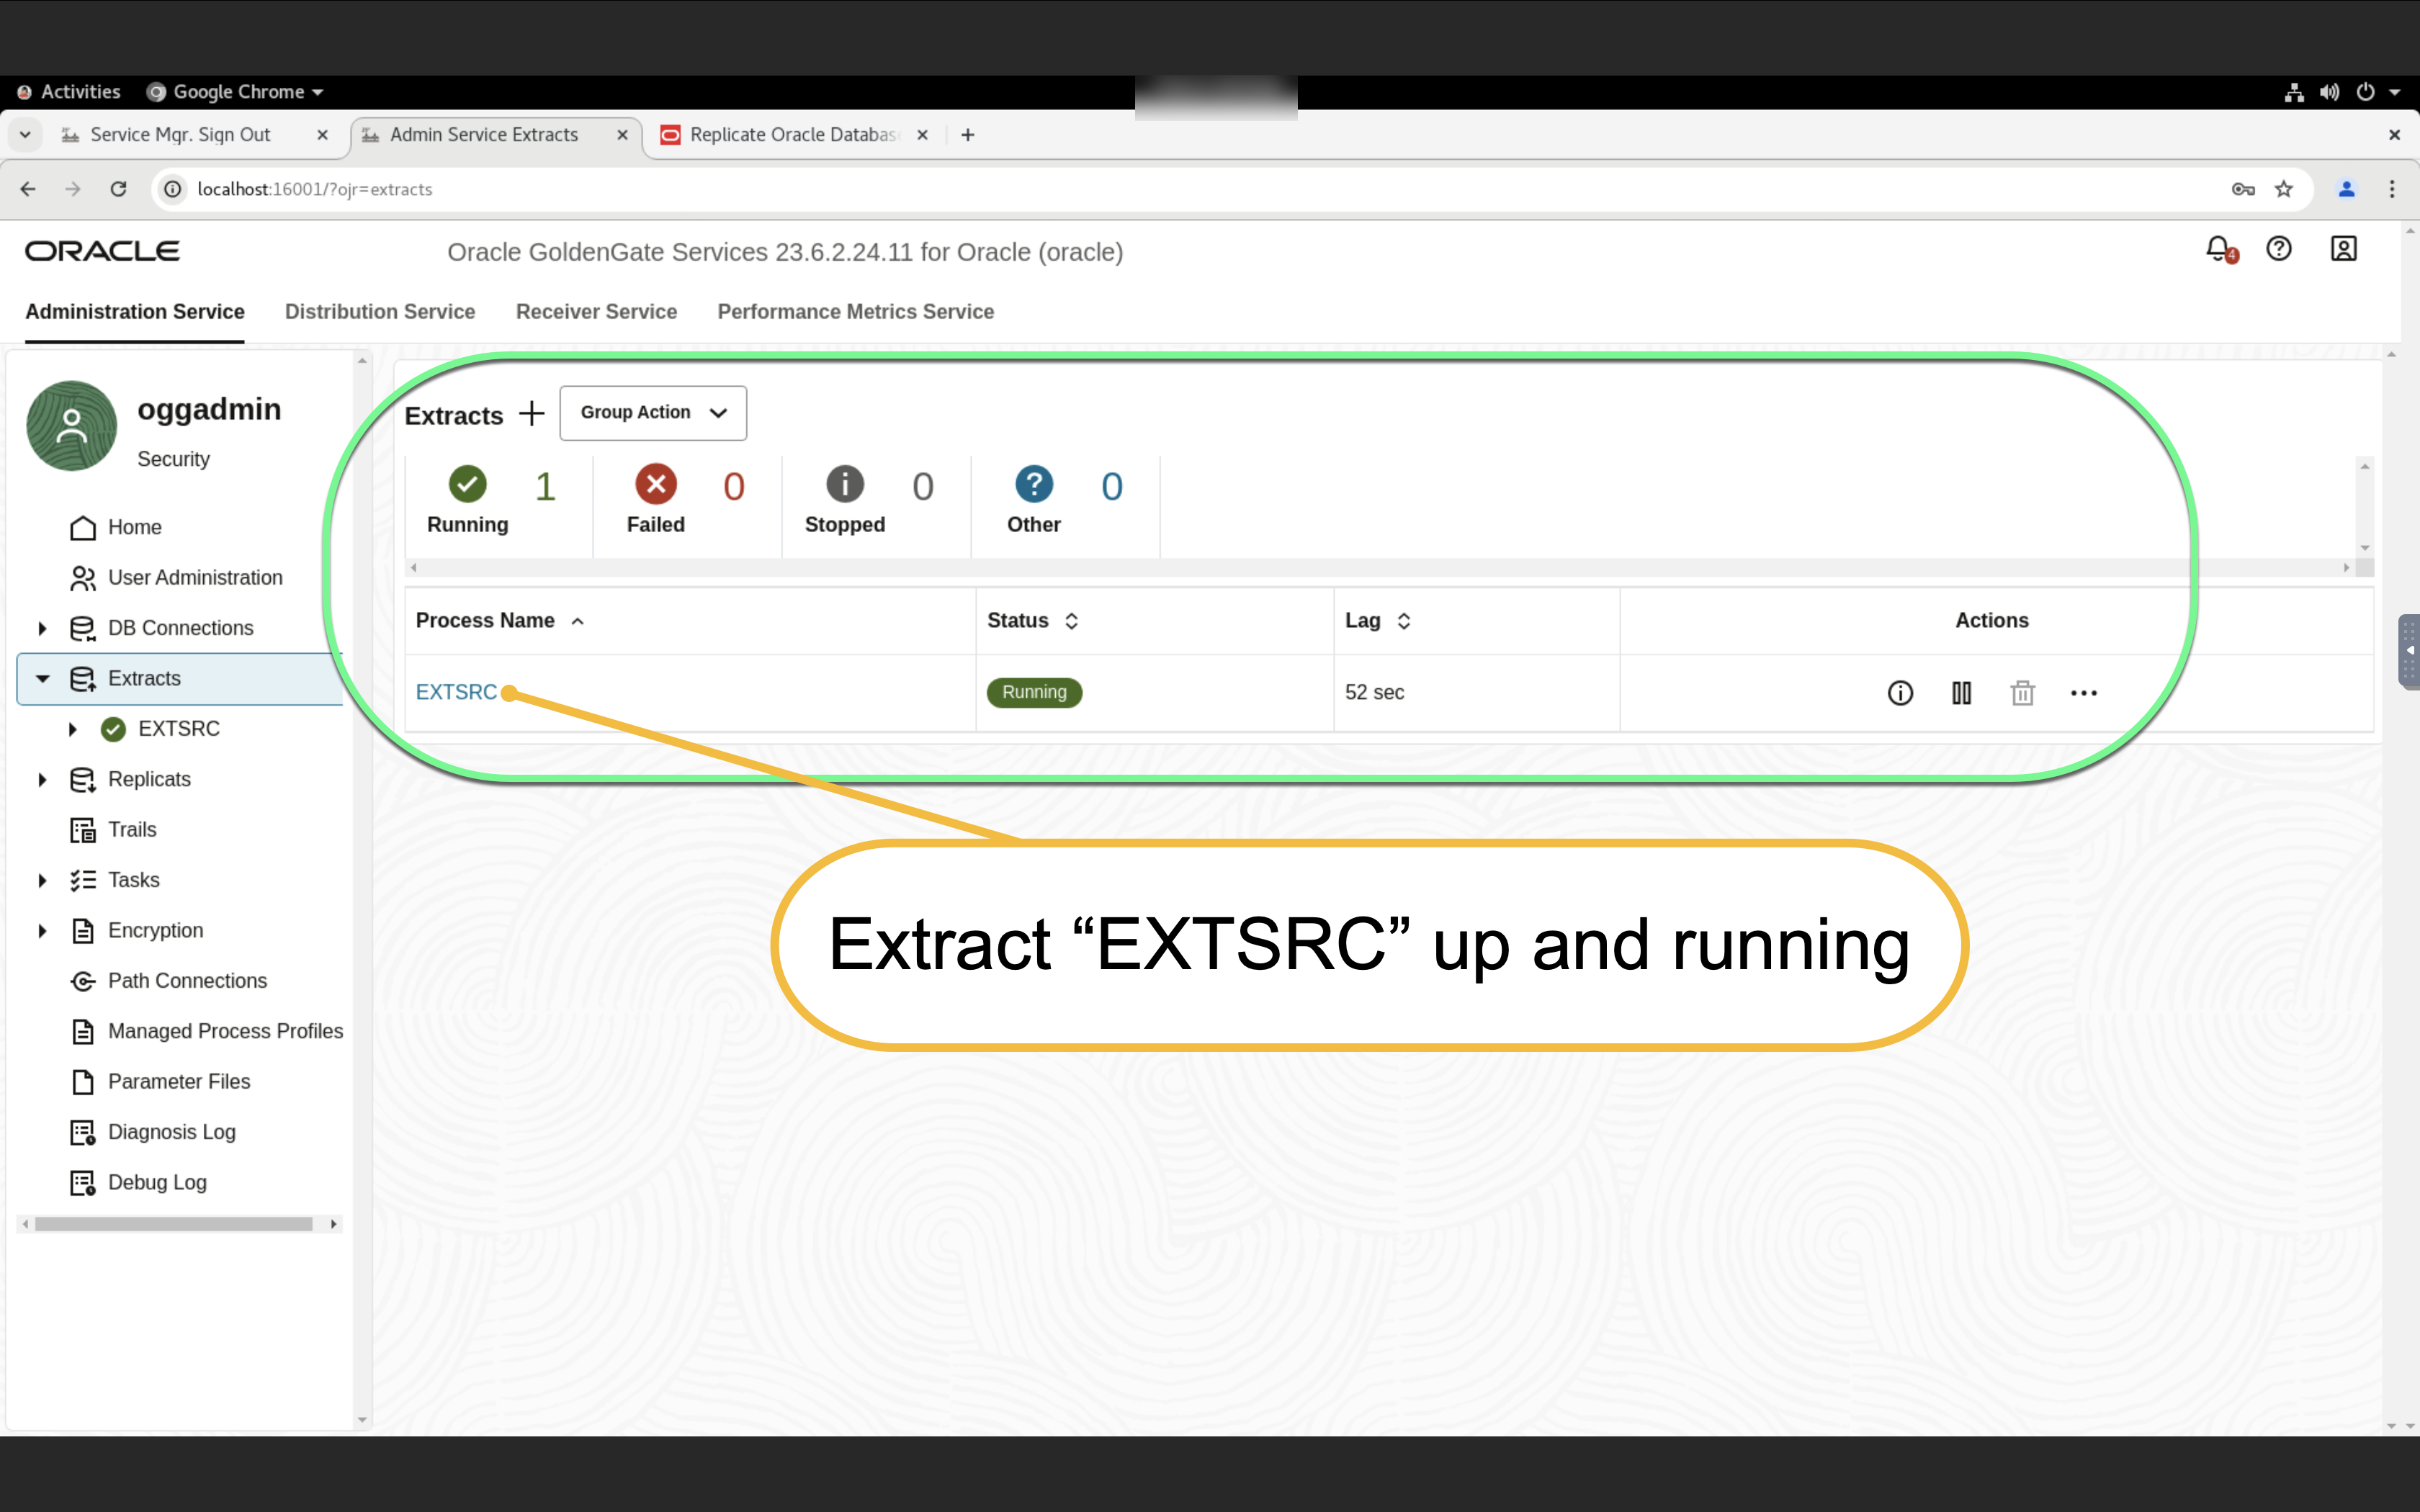 Activities Google Chrome
Service Mgr. Sign Out Admin Service Extracts Replicate Oracle Databas
localhost:16001/?ojr=extracts
ORACLE Oracle GoldenGate Services 23.6.2.24.11 for Oracle (oracle) 4
Administration Service Distribution Service Receiver Service Performance Metrics Service
oggadmin
Security
Home
User Administration
DB Connections
Extracts
EXTSRC
Replicats
Trails
Tasks
Encryption
Path Connections
Managed Process Profiles
Parameter Files
Diagnosis Log
Debug Log
Extracts Group Action
1 0 0 0
Running Failed Stopped Other
Process Name Status Lag Actions
EXTSRC Running 52 sec
Extract “EXTSRC” up and running